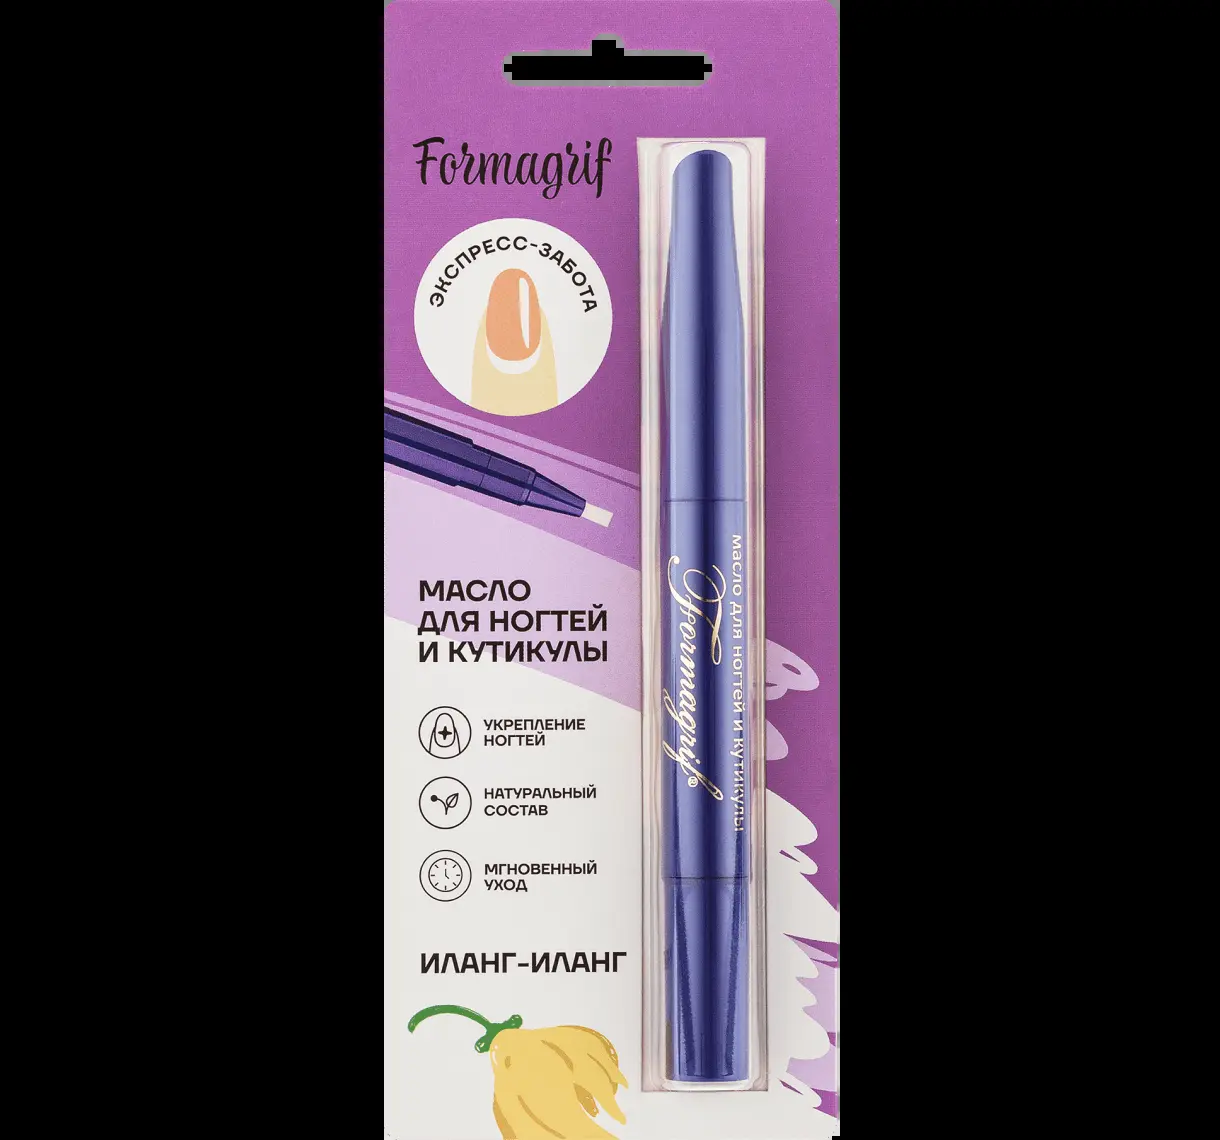 Formagrif
ЭКСПРЕСС-ЗАБОТА
МАСЛО
ДЛЯ НОГТЕЙ
И КУТИКУЛЫ
УКРЕПЛЕНИЕ
НОГТЕЙ
НАТУРАЛЬНЫЙ
СОСТАВ
МГНОВЕННЫЙ
УХОД
ИЛАНГ-ИЛАНГ
масло для ногтей и кутикулы
Formagrif®